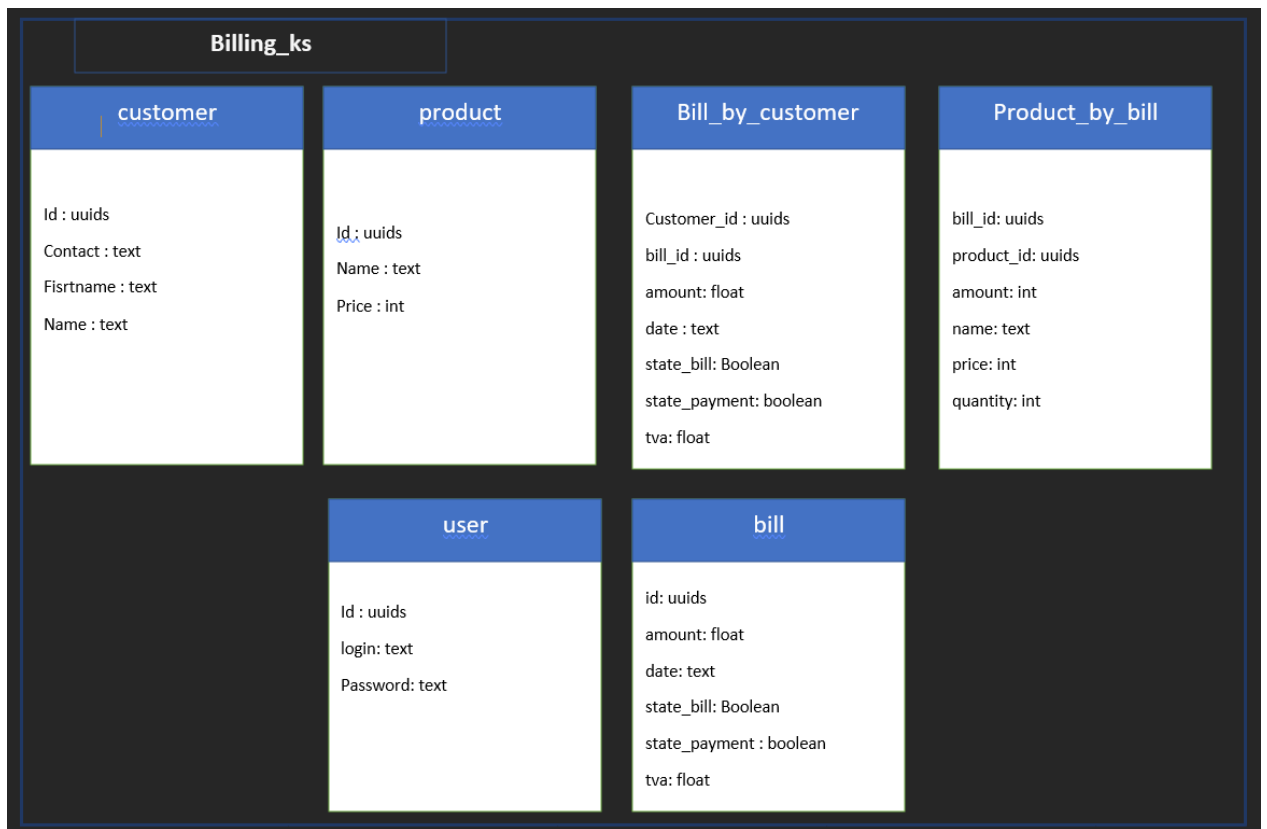 Billing_ks
customer
Id : uuids
Contact : text
Fisrtname : text
Name : text
product
Id : uuids
Name : text
Price : int
Bill_by_customer
Customer_id : uuids
bill_id : uuids
amount: float
date : text
state_bill: Boolean
state_payment: boolean
tva: float
Product_by_bill
bill_id: uuids
product_id: uuids
amount: int
name: text
price: int
quantity: int
user
Id : uuids
login: text
Password: text
bill
id: uuids
amount: float
date: text
state_bill: Boolean
state_payment : boolean
tva: float